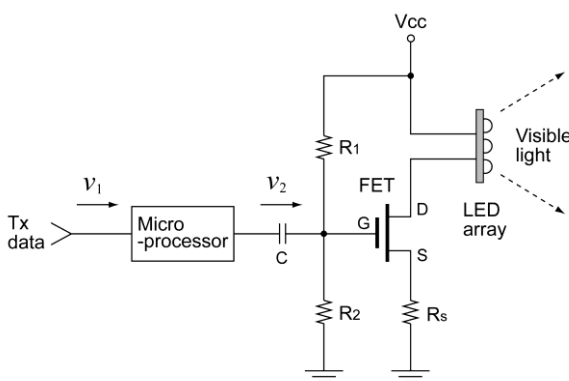 Vcc
R1
Visible
light
v1
v2
FET
D
Tx
data
Micro
-processor
G
LED
array
C
S
R2
Rs